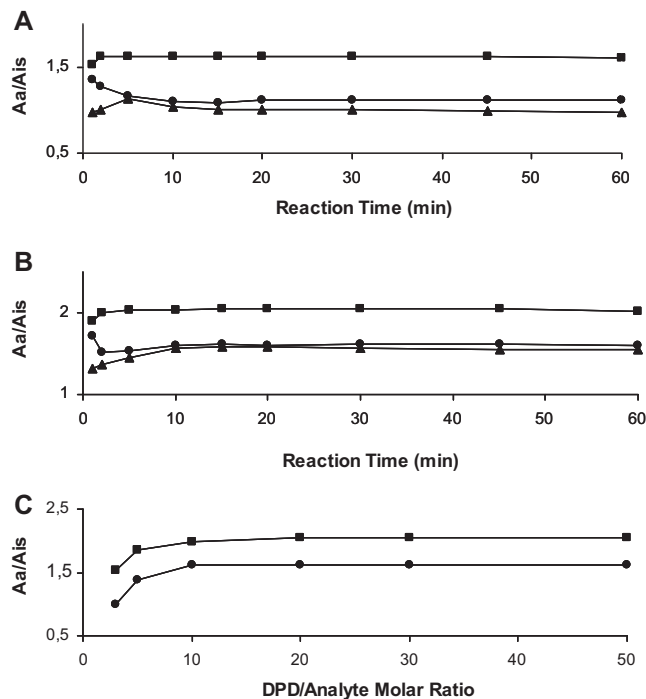 A
Aa/Ais
1,5
0,5
0 10 20 30 40 50 60
Reaction Time (min)
B
Aa/Ais
2
1
0 10 20 30 40 50 60
Reaction Time (min)
C
Aa/Ais
2,5
1,5
0,5
0 10 20 30 40 50
DPD/Analyte Molar Ratio